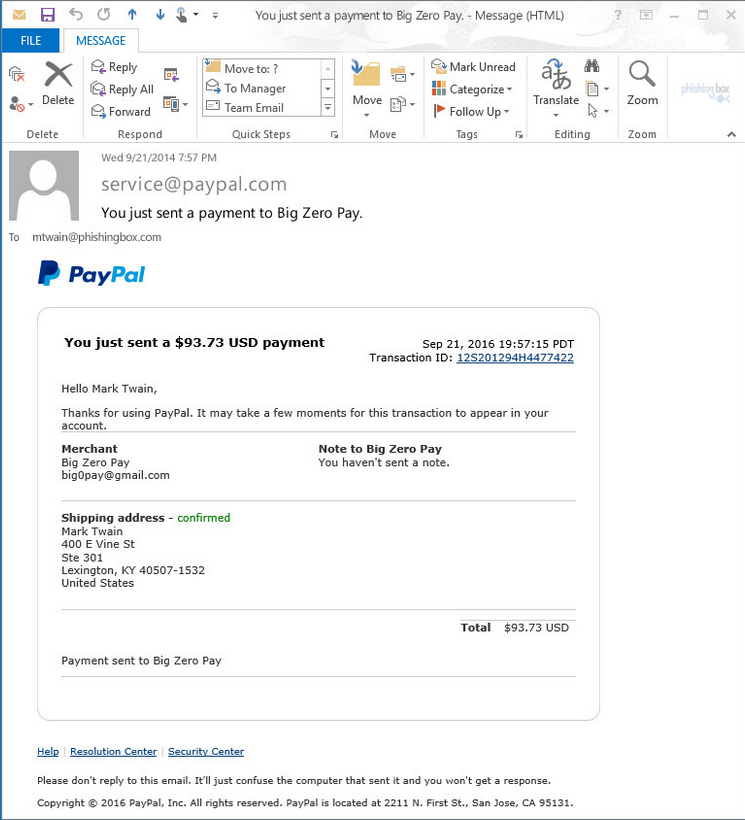 You just sent a payment to Big Zero Pay. - Message (HTML)
FILE MESSAGE
Delete
Reply
Reply All
Forward
Move to: ?
To Manager
Team Email
Move
Mark Unread
Categorize
Follow Up
Translate
Zoom
phishingbox
Delete Respond Quick Steps Move Tags Editing Zoom
Wed 9/21/2014 7:57 PM
service@paypal.com
You just sent a payment to Big Zero Pay.
To mtwain@phishingbox.com
PayPal
You just sent a $93.73 USD payment
Sep 21, 2016 19:57:15 PDT
Transaction ID: 12S201294H4477422
Hello Mark Twain,
Thanks for using PayPal. It may take a few moments for this transaction to appear in your
account.
Merchant
Big Zero Pay
big0pay@gmail.com
Note to Big Zero Pay
You haven't sent a note.
Shipping address - confirmed
Mark Twain
400 E Vine St
Ste 301
Lexington, KY 40507-1532
United States
Total $93.73 USD
Payment sent to Big Zero Pay
Help | Resolution Center | Security Center
Please don't reply to this email. It'll just confuse the computer that sent it and you won't get a response.
Copyright © 2016 PayPal, Inc. All rights reserved. PayPal is located at 2211 N. First St., San Jose, CA 95131.